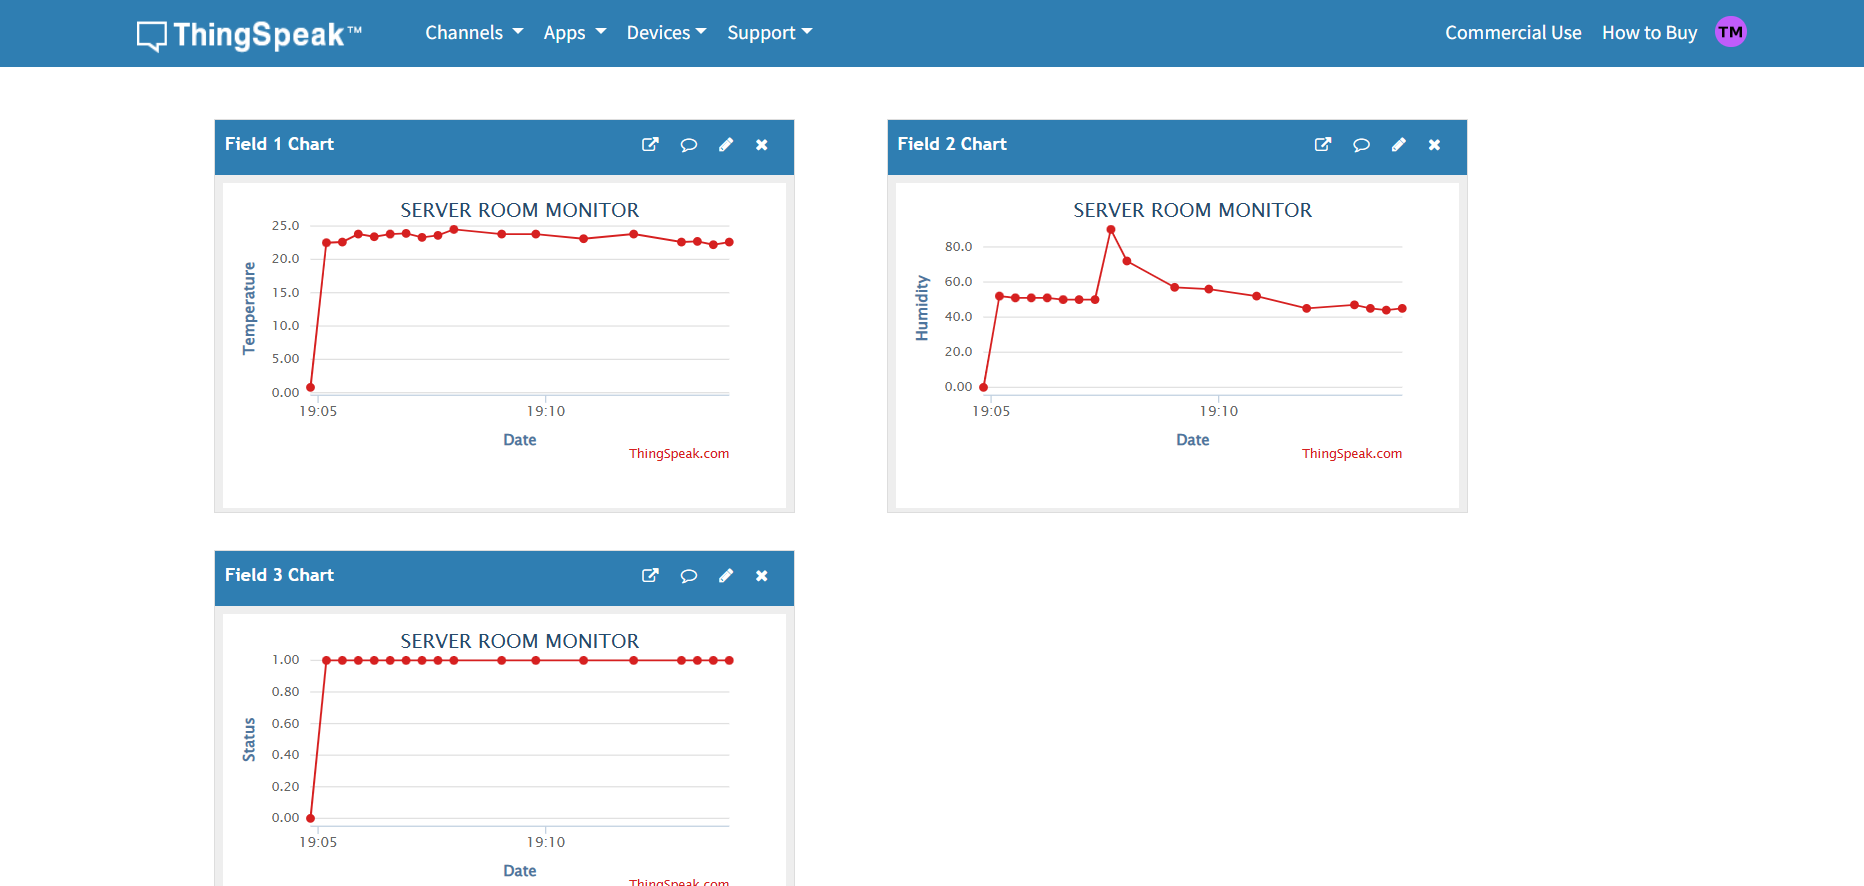 ThingSpeak™ Channels Apps Devices Support Commercial Use How to Buy TM
Field 1 Chart
SERVER ROOM MONITOR
Temperature
25.0
20.0
15.0
10.0
5.00
0.00
19:05 19:10
Date
ThingSpeak.com
Field 2 Chart
SERVER ROOM MONITOR
Humidity
80.0
60.0
40.0
20.0
0.00
19:05 19:10
Date
ThingSpeak.com
Field 3 Chart
SERVER ROOM MONITOR
Status
1.00
0.80
0.60
0.40
0.20
0.00
19:05 19:10
Date
ThingSpeak.com